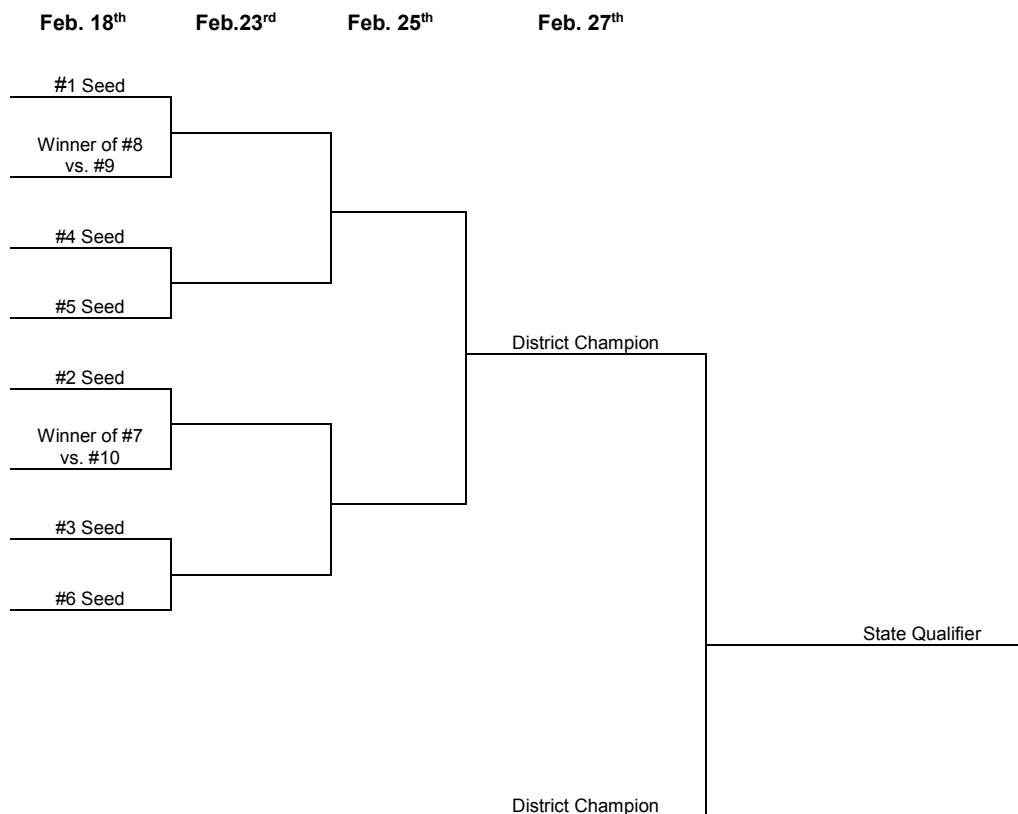 Feb. 18th Feb.23rd Feb. 25th Feb. 27th
#1 Seed
Winner of #8
vs. #9
#4 Seed
#5 Seed
District Champion
#2 Seed
Winner of #7
vs. #10
#3 Seed
#6 Seed
State Qualifier
District Champion